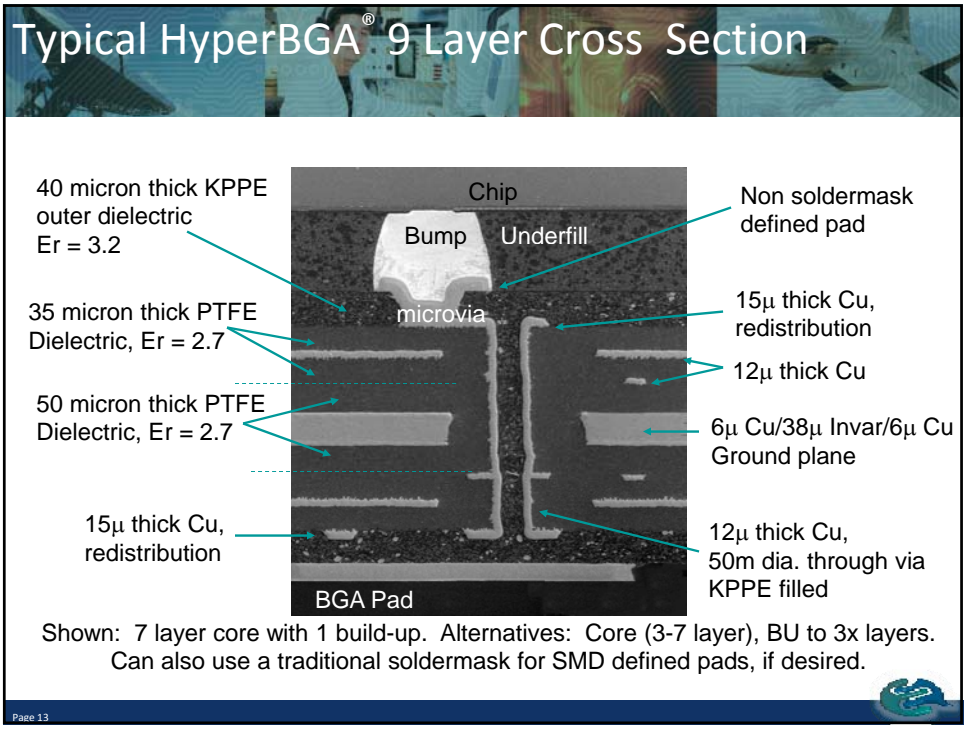 Typical HyperBGA® 9 Layer Cross Section
40 micron thick KPPE
outer dielectric
Er = 3.2
35 micron thick PTFE
Dielectric, Er = 2.7
50 micron thick PTFE
Dielectric, Er = 2.7
15μ thick Cu,
redistribution
Chip
Bump
Underfill
microvia
BGA Pad
Non soldermask
defined pad
15μ thick Cu,
redistribution
12μ thick Cu
6μ Cu/38μ Invar/6μ Cu
Ground plane
12μ thick Cu,
50m dia. through via
KPPE filled
Shown: 7 layer core with 1 build-up. Alternatives: Core (3-7 layer), BU to 3x layers.
Can also use a traditional soldermask for SMD defined pads, if desired.
Page 13